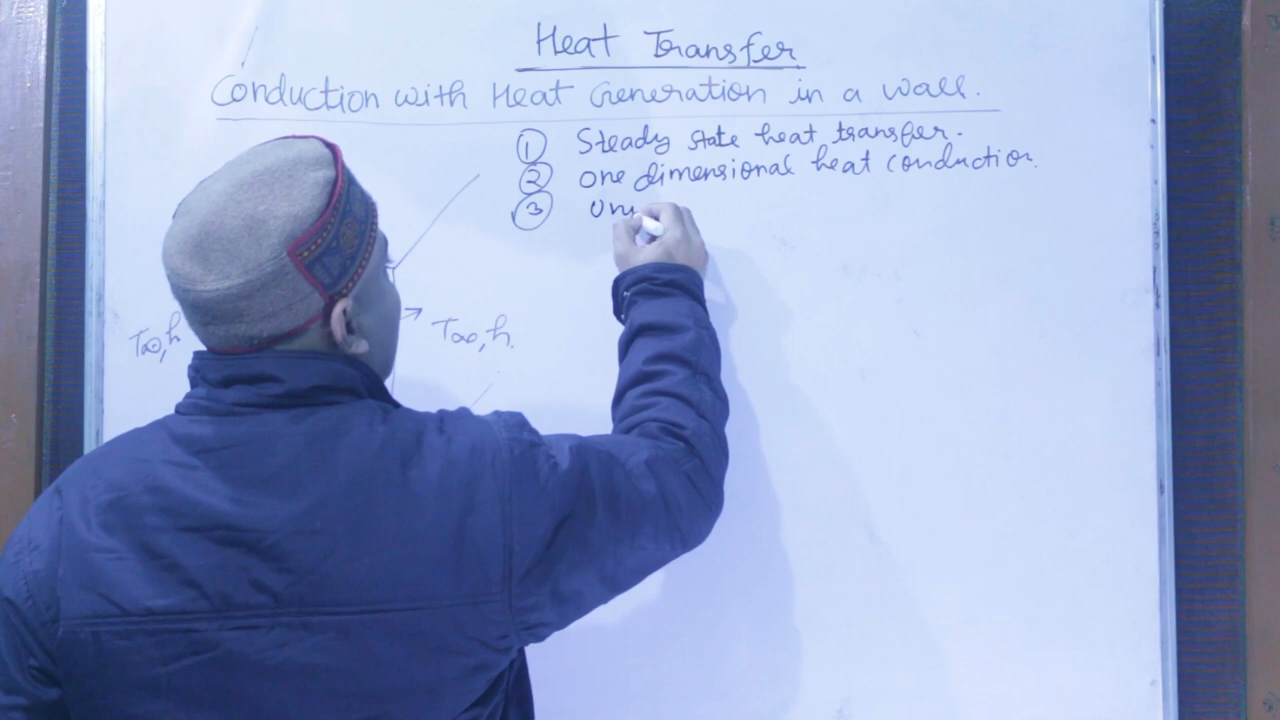 Heat Transfer
Conduction with Heat Generation in a wall.
① Steady state heat transfer.
② one dimensional heat conduction.
③ Un
T∞, h
T∞, h.